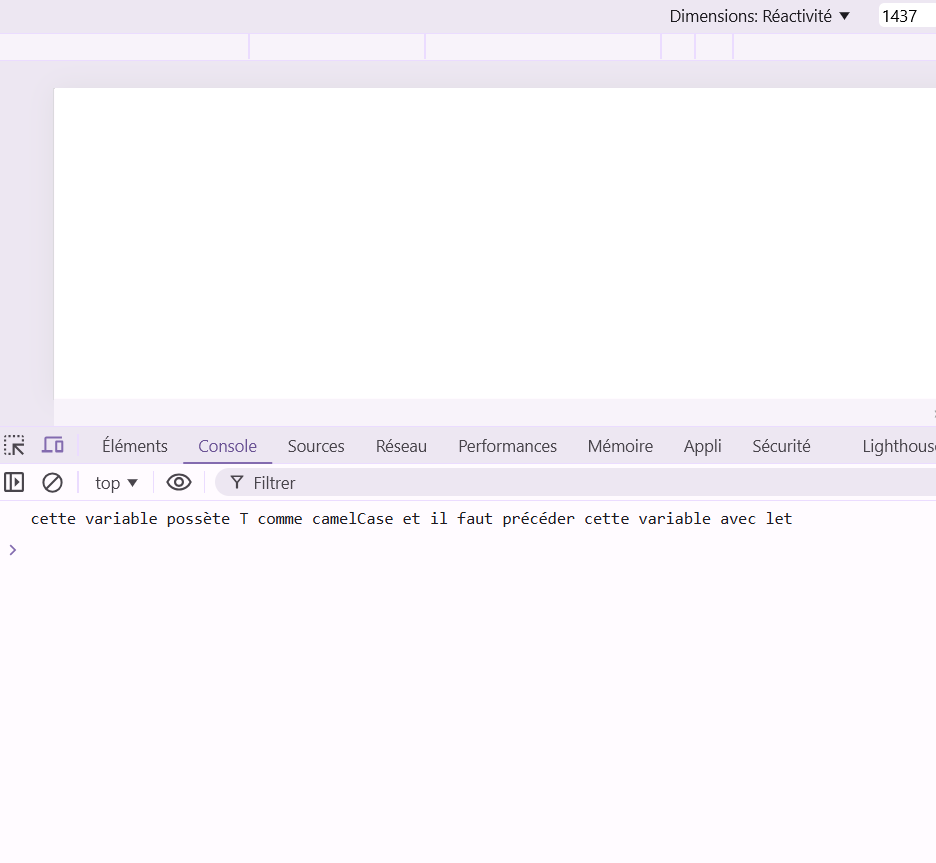 Dimensions: Réactivité ▼ 1437
Éléments Console Sources Réseau Performances Mémoire Appli Sécurité Lighthouse
top ▼ Filtrer
cette variable possète T comme camelCase et il faut précéder cette variable avec let
>